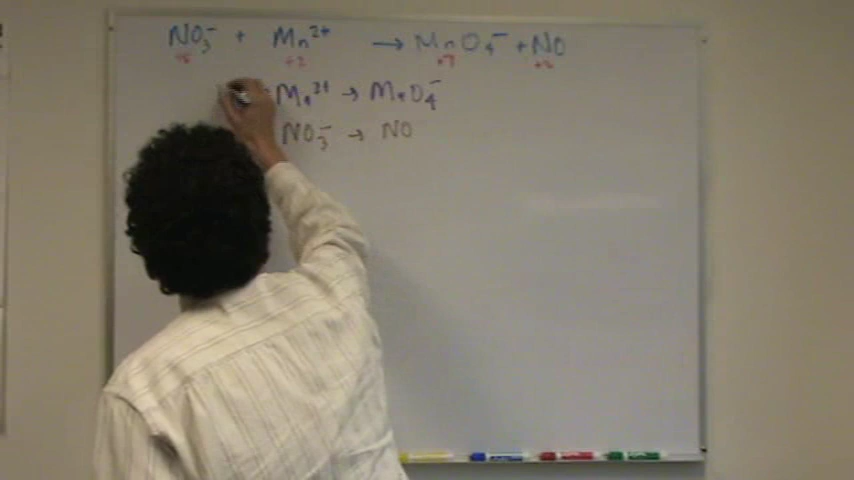 NO₃⁻ + Mn²⁺ → MnO₄⁻ + NO
+5 +2 +7 +2
Mn²⁺ → MnO₄⁻
NO₃⁻ → NO